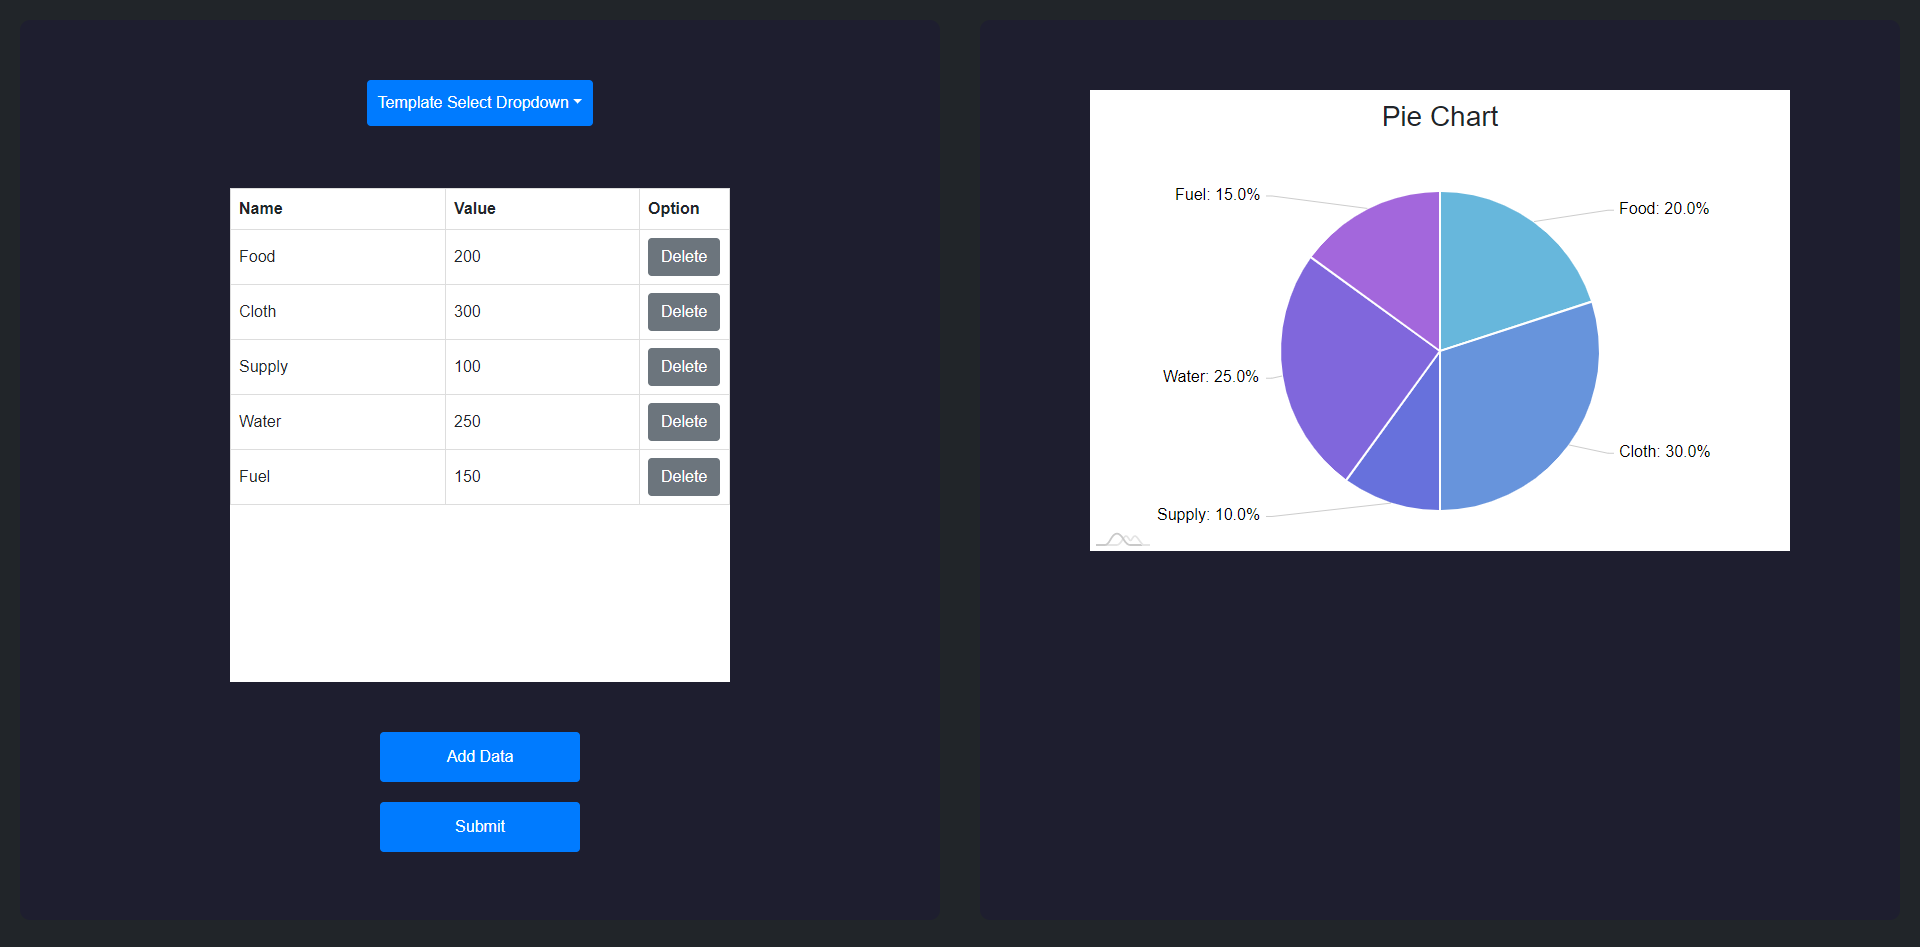 Template Select Dropdown
Name Value Option
Food 200 Delete
Cloth 300 Delete
Supply 100 Delete
Water 250 Delete
Fuel 150 Delete
Add Data
Submit
Pie Chart
Fuel: 15.0%
Food: 20.0%
Water: 25.0%
Cloth: 30.0%
Supply: 10.0%